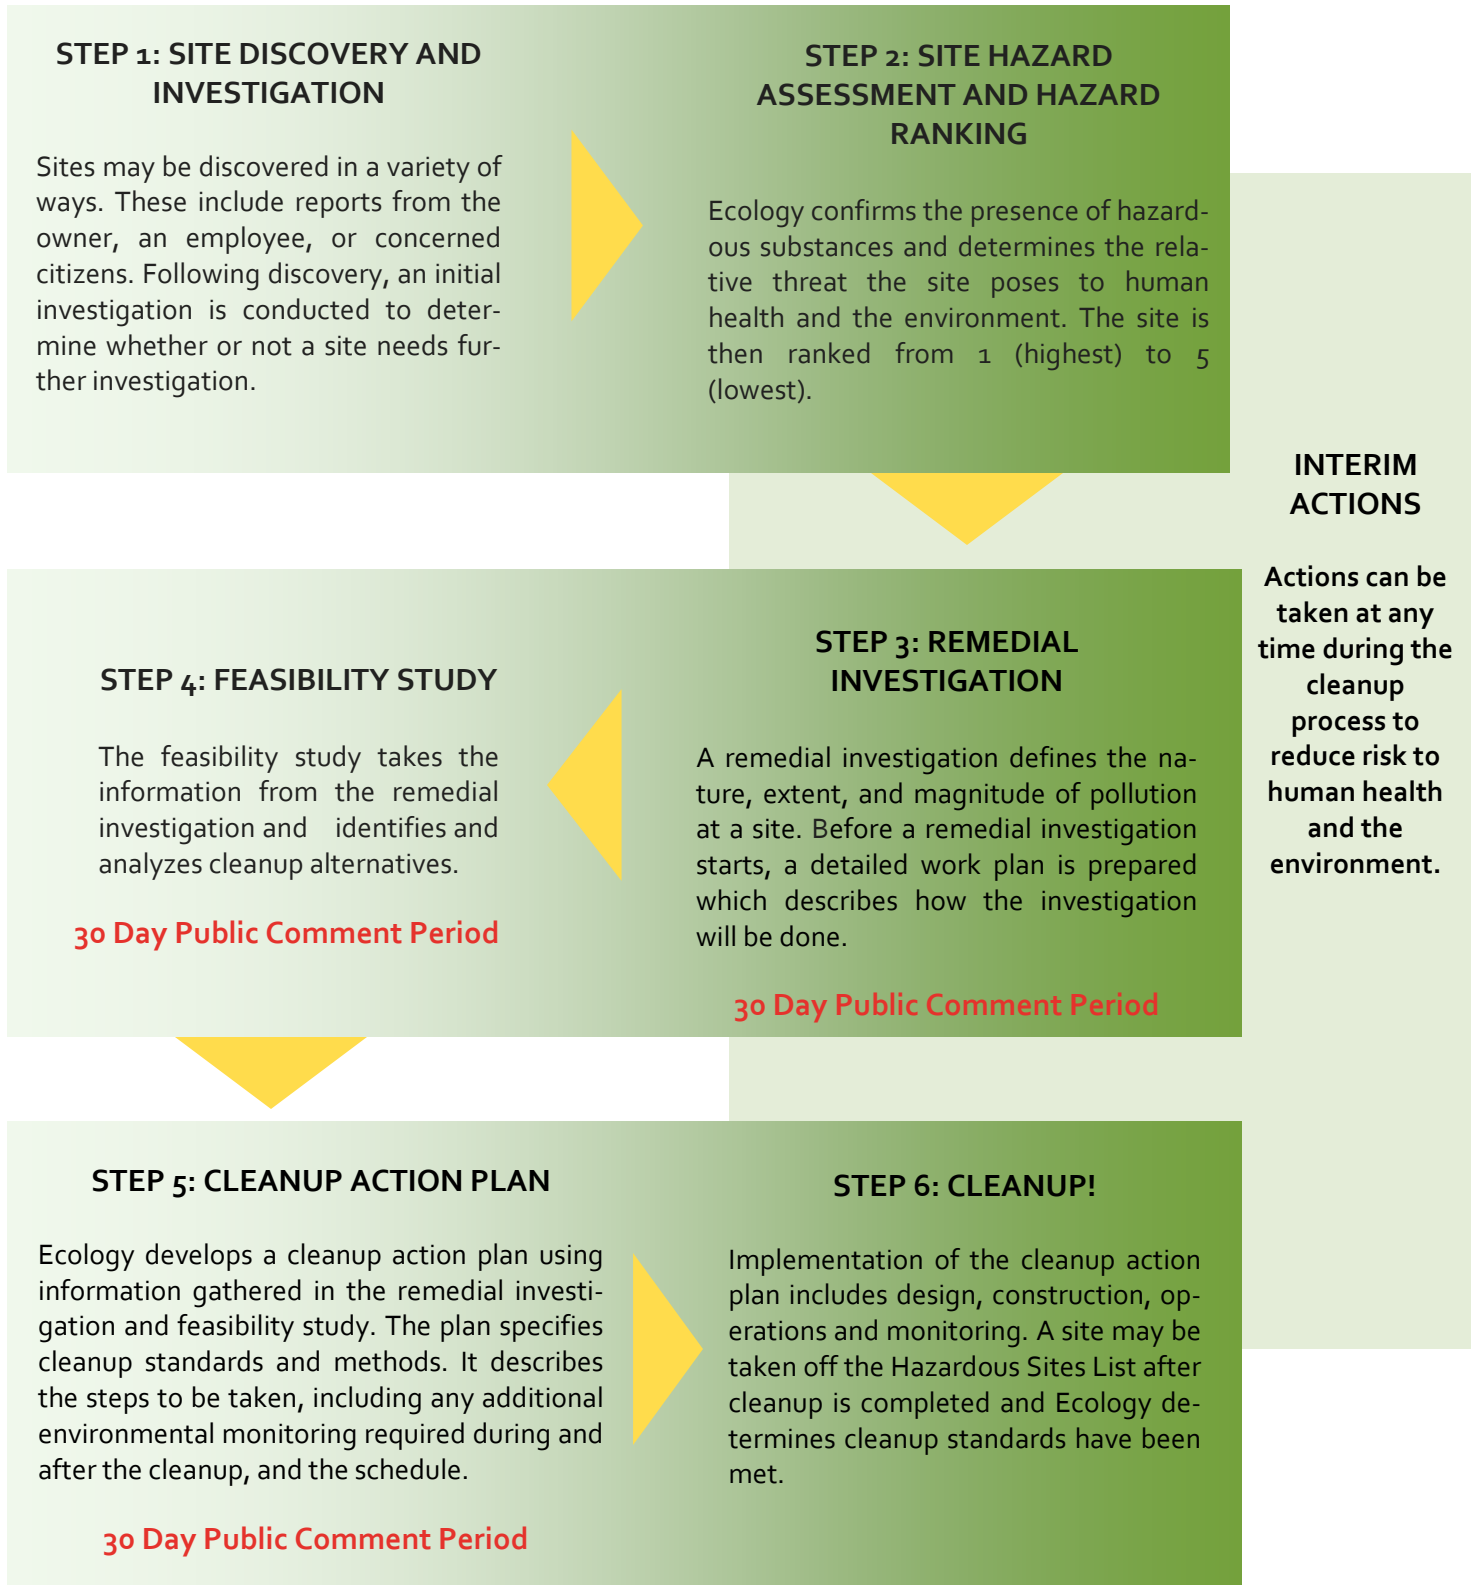 STEP 1: SITE DISCOVERY AND
INVESTIGATION
Sites may be discovered in a variety of
ways. These include reports from the
owner, an employee, or concerned
citizens. Following discovery, an initial
investigation is conducted to deter-
mine whether or not a site needs fur-
ther investigation.
STEP 2: SITE HAZARD
ASSESSMENT AND HAZARD
RANKING
Ecology confirms the presence of hazard-
ous substances and determines the rela-
tive threat the site poses to human
health and the environment. The site is
then ranked from 1 (highest) to 5
(lowest).
STEP 3: REMEDIAL
INVESTIGATION
A remedial investigation defines the na-
ture, extent, and magnitude of pollution
at a site. Before a remedial investigation
starts, a detailed work plan is prepared
which describes how the investigation
will be done.
30 Day Public Comment Period
STEP 4: FEASIBILITY STUDY
The feasibility study takes the
information from the remedial
investigation and identifies and
analyzes cleanup alternatives.
30 Day Public Comment Period
STEP 5: CLEANUP ACTION PLAN
Ecology develops a cleanup action plan using
information gathered in the remedial investi-
gation and feasibility study. The plan specifies
cleanup standards and methods. It describes
the steps to be taken, including any additional
environmental monitoring required during and
after the cleanup, and the schedule.
30 Day Public Comment Period
STEP 6: CLEANUP!
Implementation of the cleanup action
plan includes design, construction, op-
erations and monitoring. A site may be
taken off the Hazardous Sites List after
cleanup is completed and Ecology de-
termines cleanup standards have been
met.
INTERIM
ACTIONS
Actions can be
taken at any
time during the
cleanup
process to
reduce risk to
human health
and the
environment.